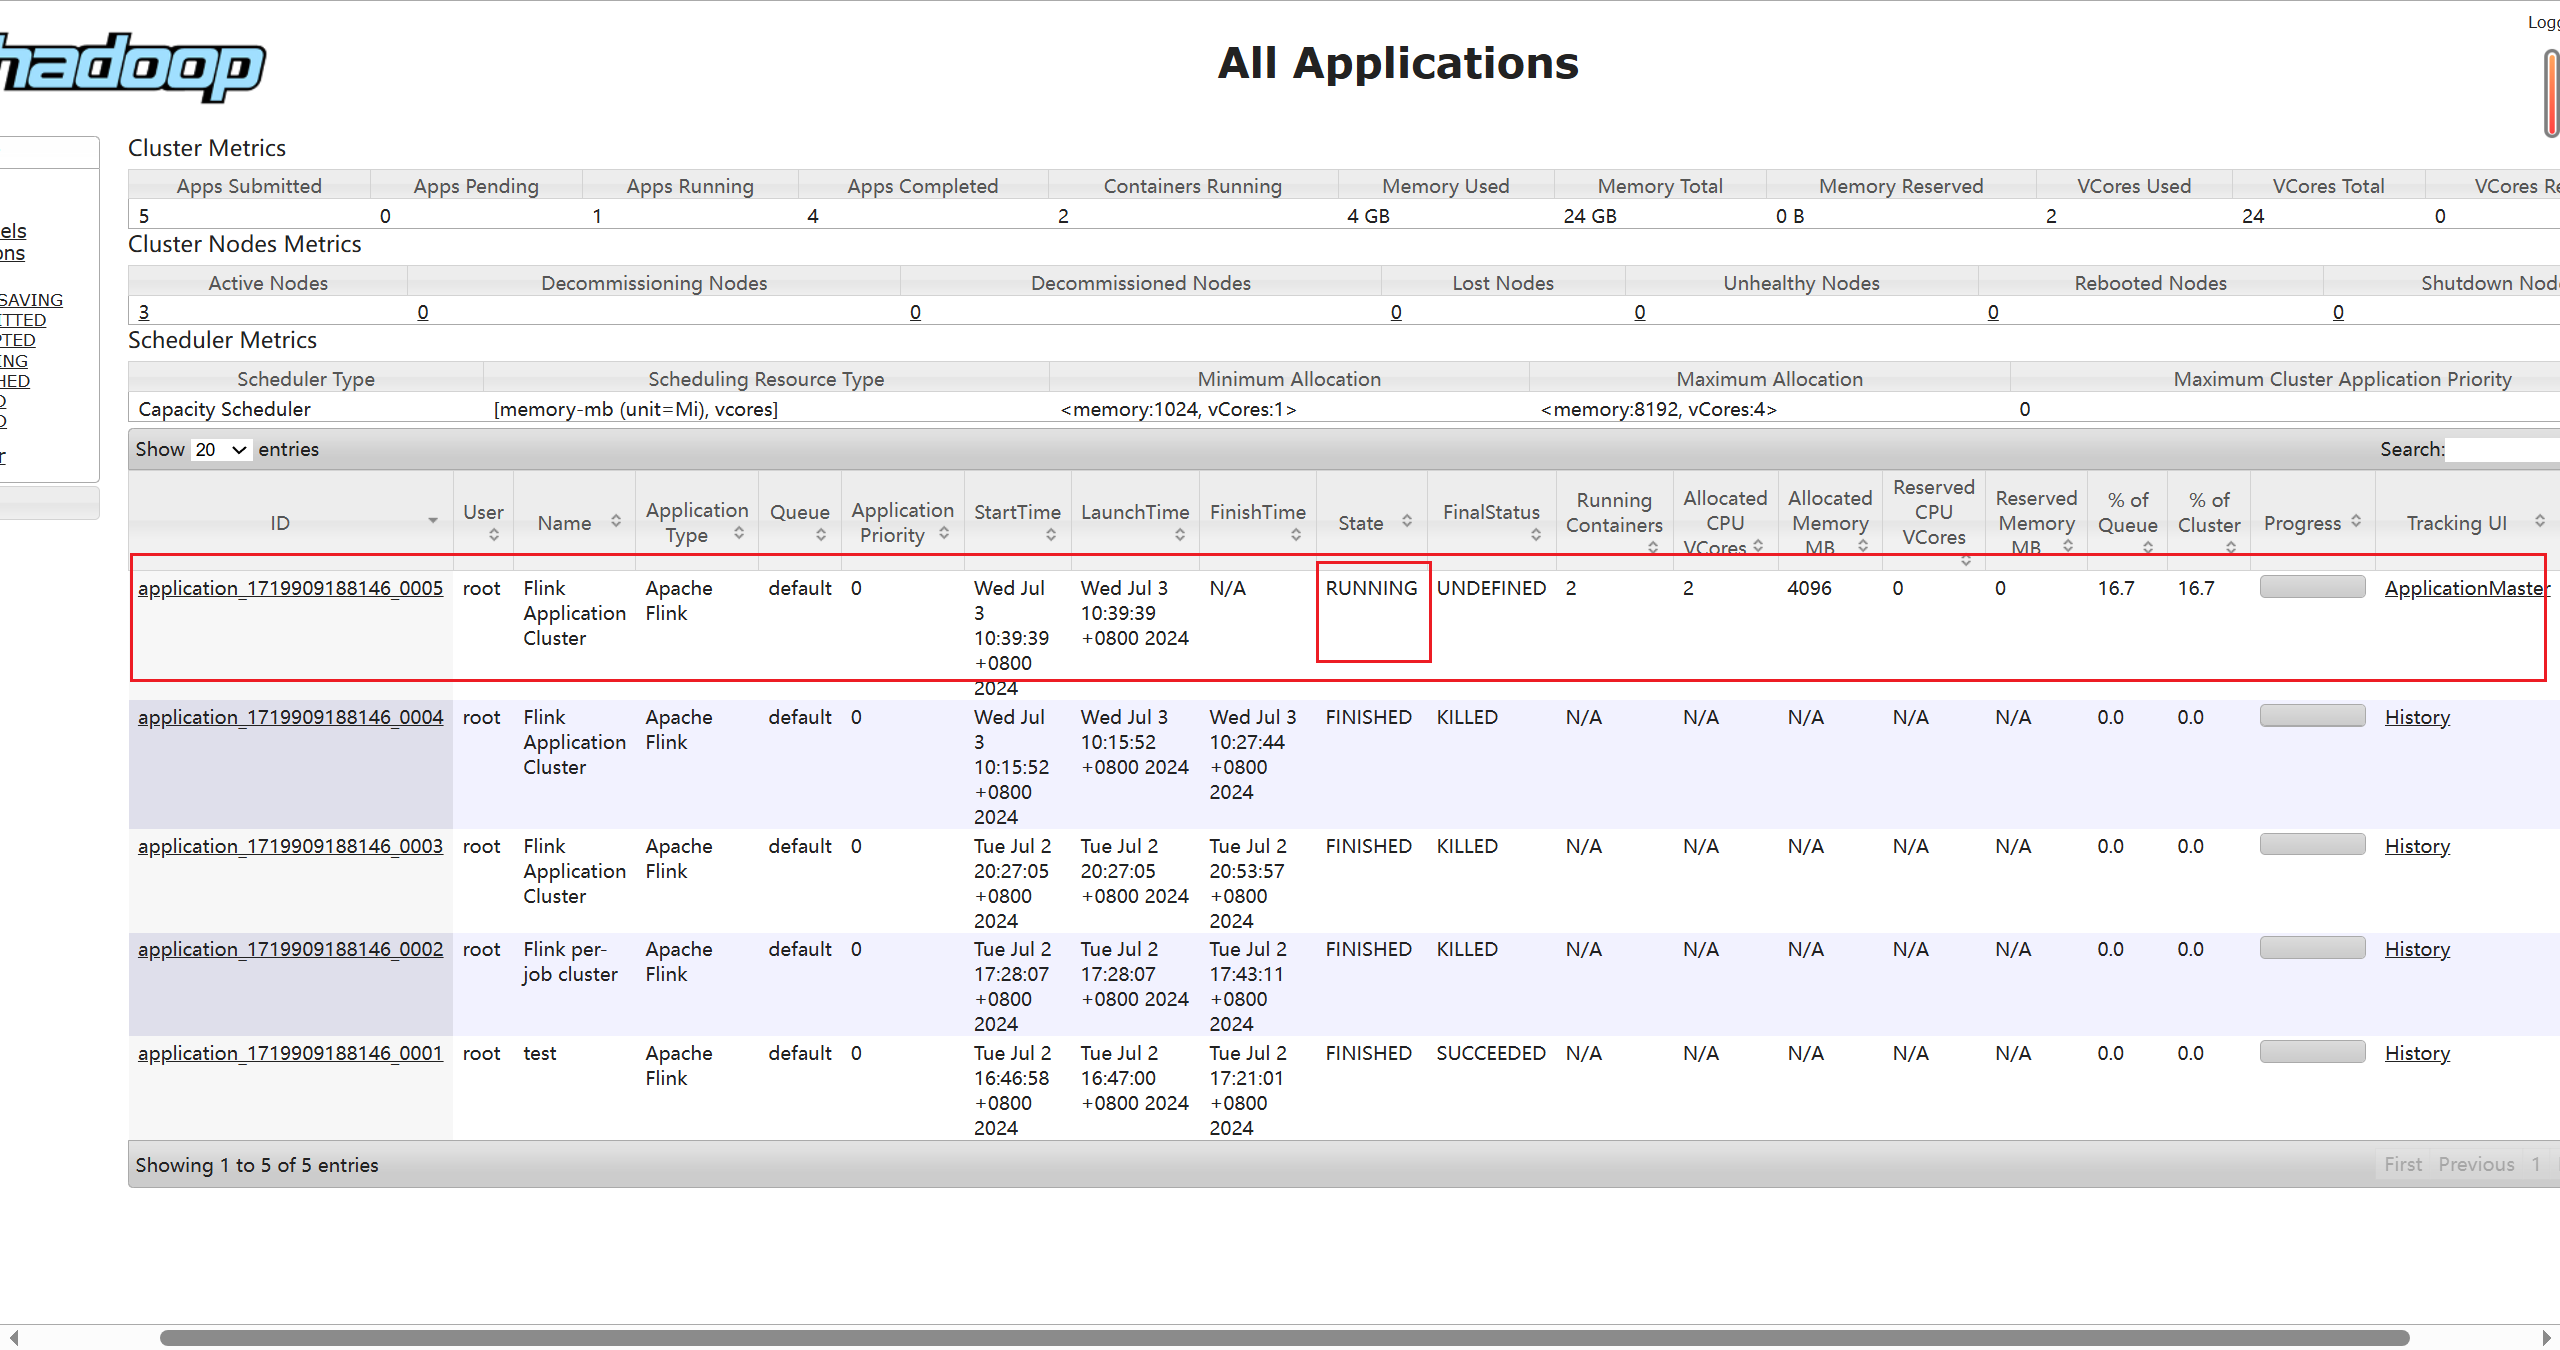 hadoop
All Applications
Logg
Cluster Metrics
Apps Submitted Apps Pending Apps Running Apps Completed Containers Running Memory Used Memory Total Memory Reserved VCores Used VCores Total VCores Re
5 0 1 4 2 4 GB 24 GB 0 B 2 24 0
Cluster Nodes Metrics
Active Nodes Decommissioning Nodes Decommissioned Nodes Lost Nodes Unhealthy Nodes Rebooted Nodes Shutdown Node
3 0 0 0 0 0 0
Scheduler Metrics
Scheduler Type Scheduling Resource Type Minimum Allocation Maximum Allocation Maximum Cluster Application Priority
Capacity Scheduler [memory-mb (unit=Mi), vcores] <memory:1024, vCores:1> <memory:8192, vCores:4> 0
els
ons
SAVING
ITTED
PTED
ING
HED
D
D
r
Show 20 entries Search:
ID User Name Application Type Queue Application Priority StartTime LaunchTime FinishTime State FinalStatus Running Containers Allocated CPU VCores Allocated Memory MB Reserved CPU VCores Reserved Memory MB % of Queue % of Cluster Progress Tracking UI
application_1719909188146_0005 root Flink Application Cluster Apache Flink default 0 Wed Jul 3 10:39:39 +0800 2024 Wed Jul 3 10:39:39 +0800 2024 N/A RUNNING UNDEFINED 2 2 4096 0 0 16.7 16.7 ApplicationMaster
application_1719909188146_0004 root Flink Application Cluster Apache Flink default 0 Wed Jul 3 10:15:52 +0800 2024 Wed Jul 3 10:15:52 +0800 2024 Wed Jul 3 10:27:44 +0800 2024 FINISHED KILLED N/A N/A N/A N/A N/A 0.0 0.0 History
application_1719909188146_0003 root Flink Application Cluster Apache Flink default 0 Tue Jul 2 20:27:05 +0800 2024 Tue Jul 2 20:27:05 +0800 2024 Tue Jul 2 20:53:57 +0800 2024 FINISHED KILLED N/A N/A N/A N/A N/A 0.0 0.0 History
application_1719909188146_0002 root Flink per-job cluster Apache Flink default 0 Tue Jul 2 17:28:07 +0800 2024 Tue Jul 2 17:28:07 +0800 2024 Tue Jul 2 17:43:11 +0800 2024 FINISHED KILLED N/A N/A N/A N/A N/A 0.0 0.0 History
application_1719909188146_0001 root test Apache Flink default 0 Tue Jul 2 16:46:58 +0800 2024 Tue Jul 2 16:47:00 +0800 2024 Tue Jul 2 17:21:01 +0800 2024 FINISHED SUCCEEDED N/A N/A N/A N/A N/A 0.0 0.0 History
Showing 1 to 5 of 5 entries First Previous 1